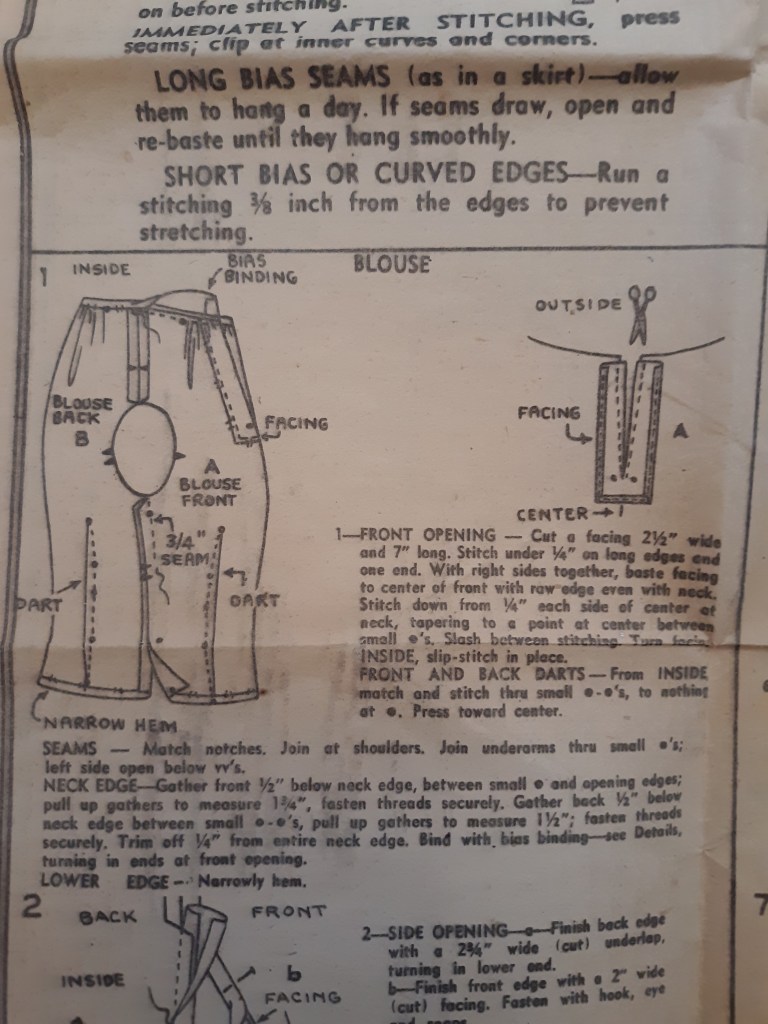 on before stitching.
IMMEDIATELY AFTER STITCHING, press
seams; clip at inner curves and corners.
LONG BIAS SEAMS (as in a skirt)—allow
them to hang a day. If seams draw, open and
re-baste until they hang smoothly.
SHORT BIAS OR CURVED EDGES—Run a
stitching ⅜ inch from the edges to prevent
stretching.
BLOUSE
1
INSIDE
BIAS
BINDING
BLOUSE
BACK
B
FACING
A
BLOUSE
FRONT
3/4"
SEAM
DART
DART
NARROW HEM
OUTSIDE
FACING
A
CENTER
1—FRONT OPENING — Cut a facing 2½" wide
and 7" long. Stitch under ¼" on long edges and
one end. With right sides together, baste facing
to center of front with raw edge even with neck.
Stitch down from ¼" each side of center at
neck, tapering to a point at center between
small ●'s. Slash between stitching. Turn facing
INSIDE, slip-stitch in place.
FRONT AND BACK DARTS—From INSIDE
match and stitch thru small ●-●'s, to nothing
at ●. Press toward center.
SEAMS — Match notches. Join at shoulders. Join underarms thru small ●'s;
left side open below vv's.
NECK EDGE—Gather front ½" below neck edge, between small ● and opening edges;
pull up gathers to measure 1¾", fasten threads securely. Gather back ½" below
neck edge between small ●-●'s, pull up gathers to measure 1½"; fasten threads
securely. Trim off ¼" from entire neck edge. Bind with bias binding—see Details,
turning in ends at front opening.
LOWER EDGE—Narrowly hem.
2
BACK
FRONT
INSIDE
b
FACING
2—SIDE OPENING—a—Finish back edge
with a 2¾" wide (cut) underlap,
turning in lower end.
b—Finish front edge with a 2" wide
(cut) facing. Fasten with hook, eye
and snaps.
7